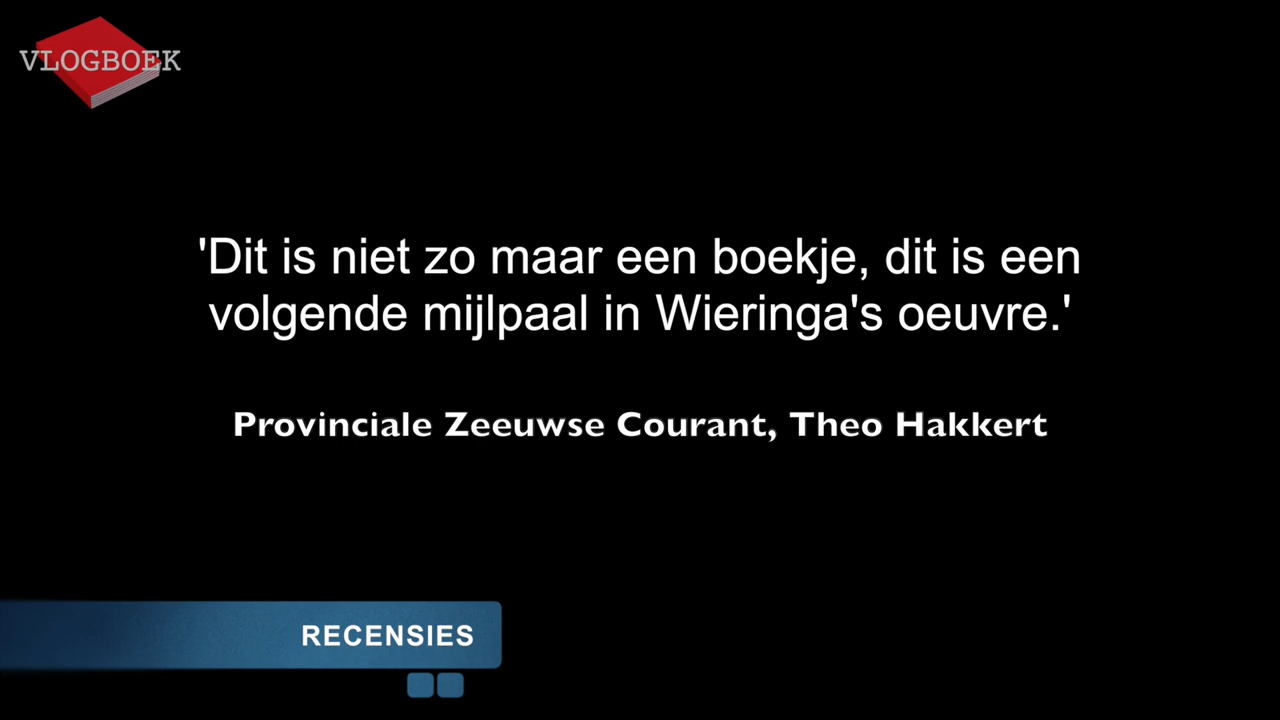 VLOGBOEK
'Dit is niet zo maar een boekje, dit is een
volgende mijlpaal in Wieringa's oeuvre.'
Provinciale Zeeuwse Courant, Theo Hakkert
RECENSIES